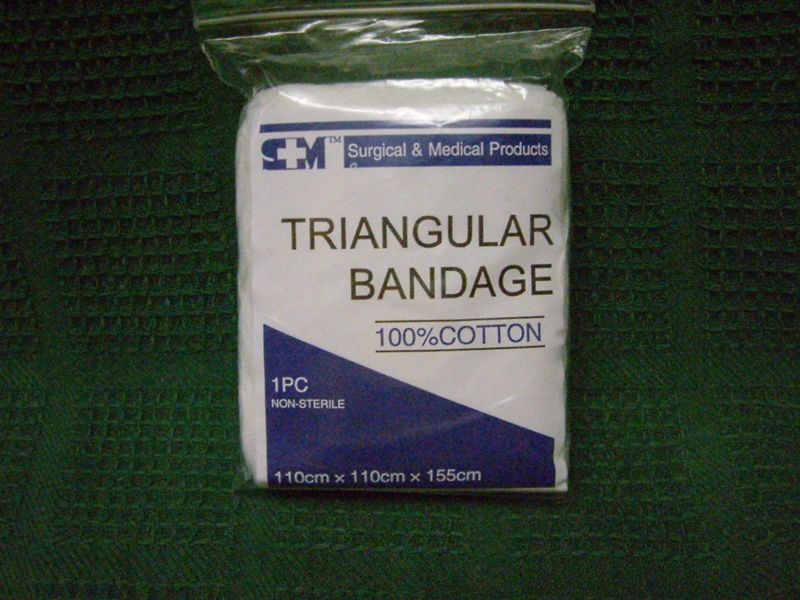 S+M™ Surgical & Medical Products
TRIANGULAR
BANDAGE
100%COTTON
1PC
NON-STERILE
110cm × 110cm × 155cm